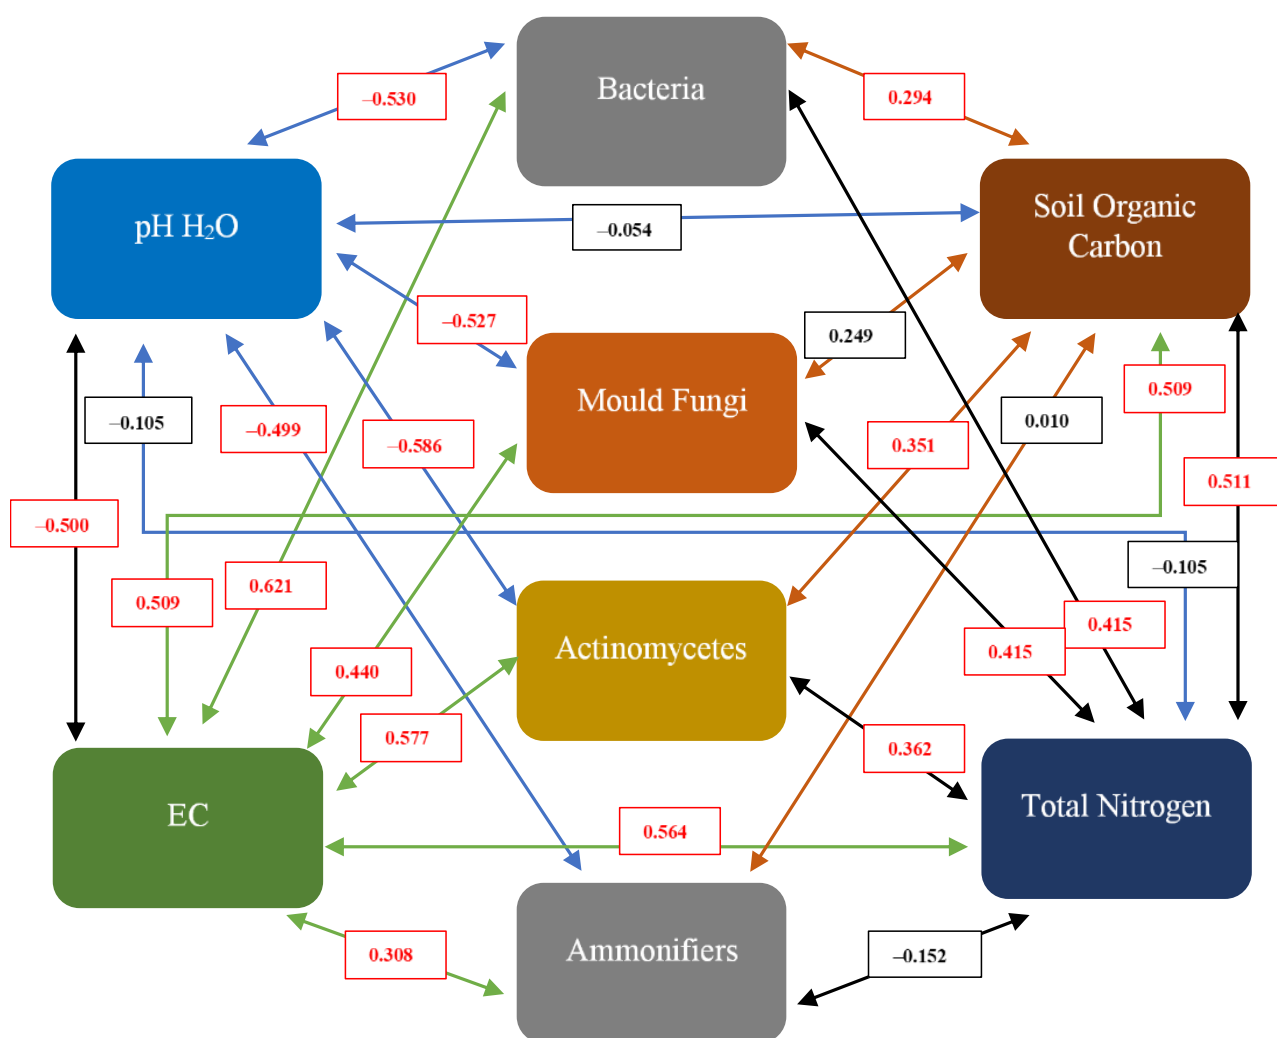 Bacteria
–0.530
0.294
pH H₂O
Soil Organic
Carbon
–0.054
–0.527
0.249
Mould Fungi
–0.105
–0.499
–0.586
0.351
0.010
0.509
0.511
–0.500
–0.105
0.509
0.621
0.440
Actinomycetes
0.415
0.415
0.577
0.362
EC
Total Nitrogen
0.564
0.308
Ammonifiers
–0.152